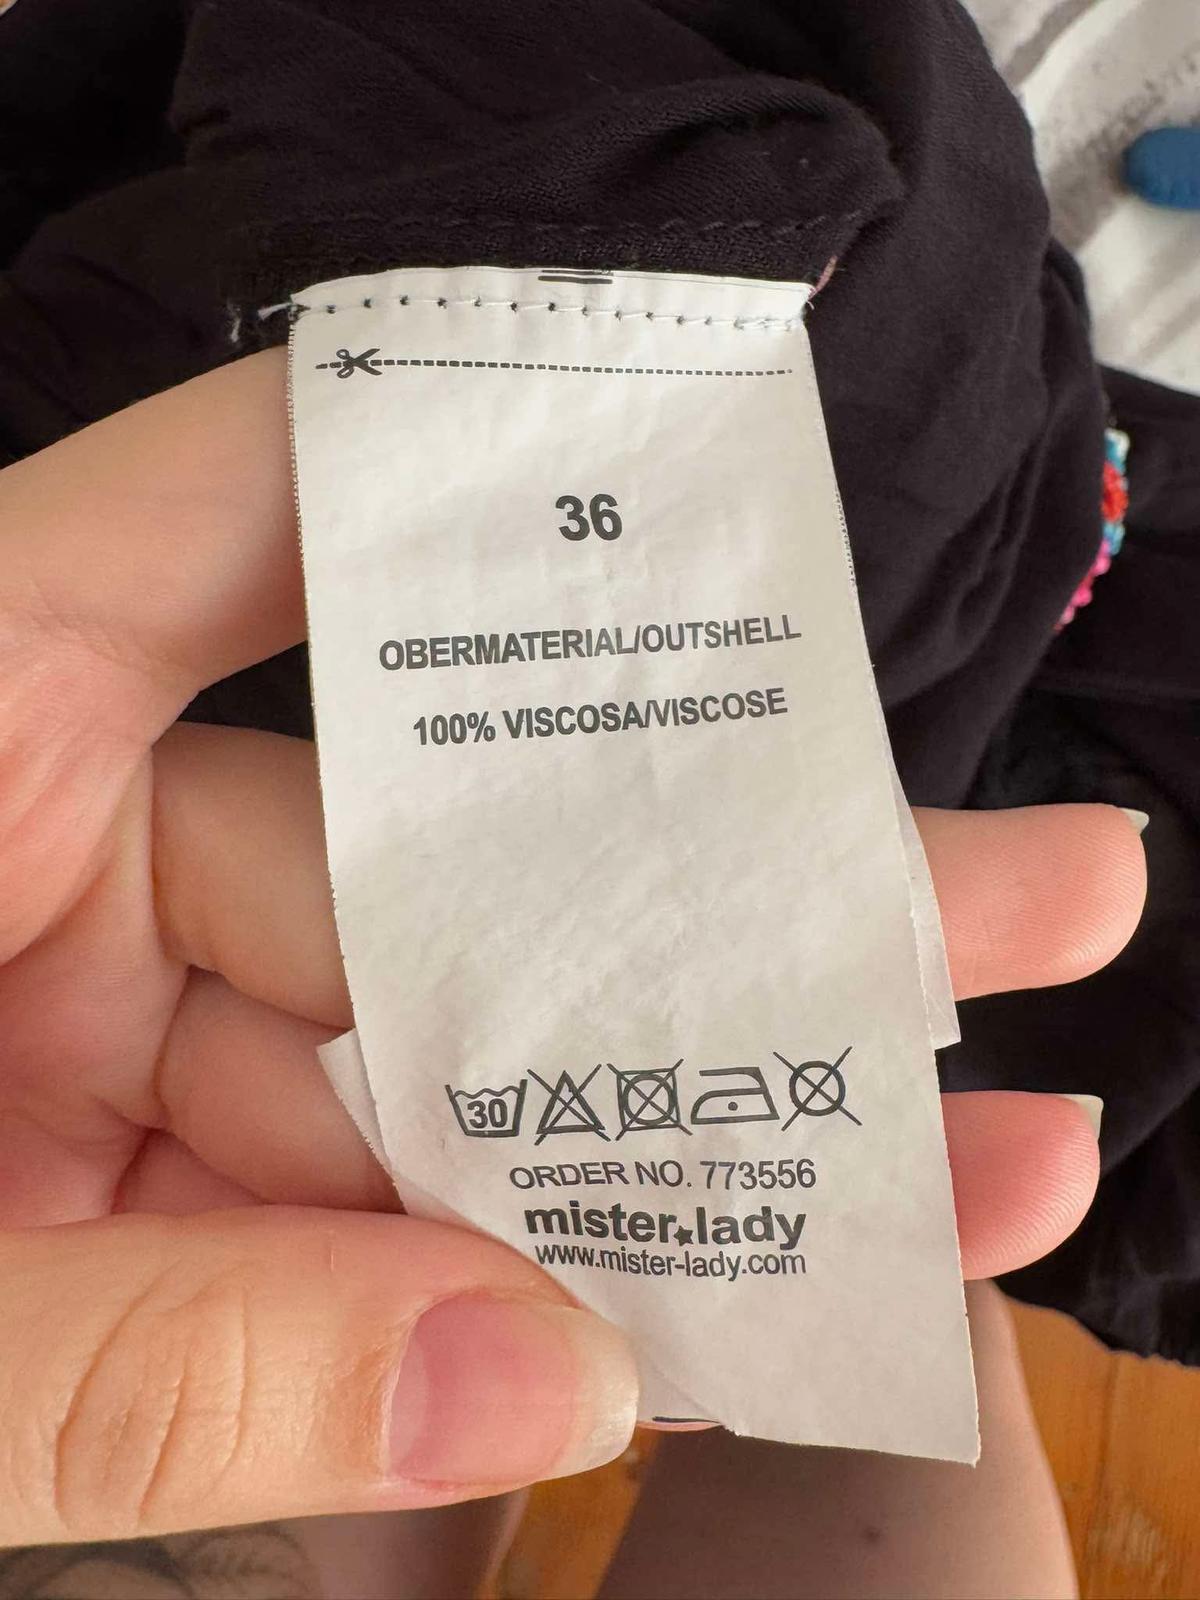 36
OBERMATERIAL/OUTSHELL
100% VISCOSA/VISCOSE
30
ORDER NO. 773556
mister★lady
www.mister-lady.com